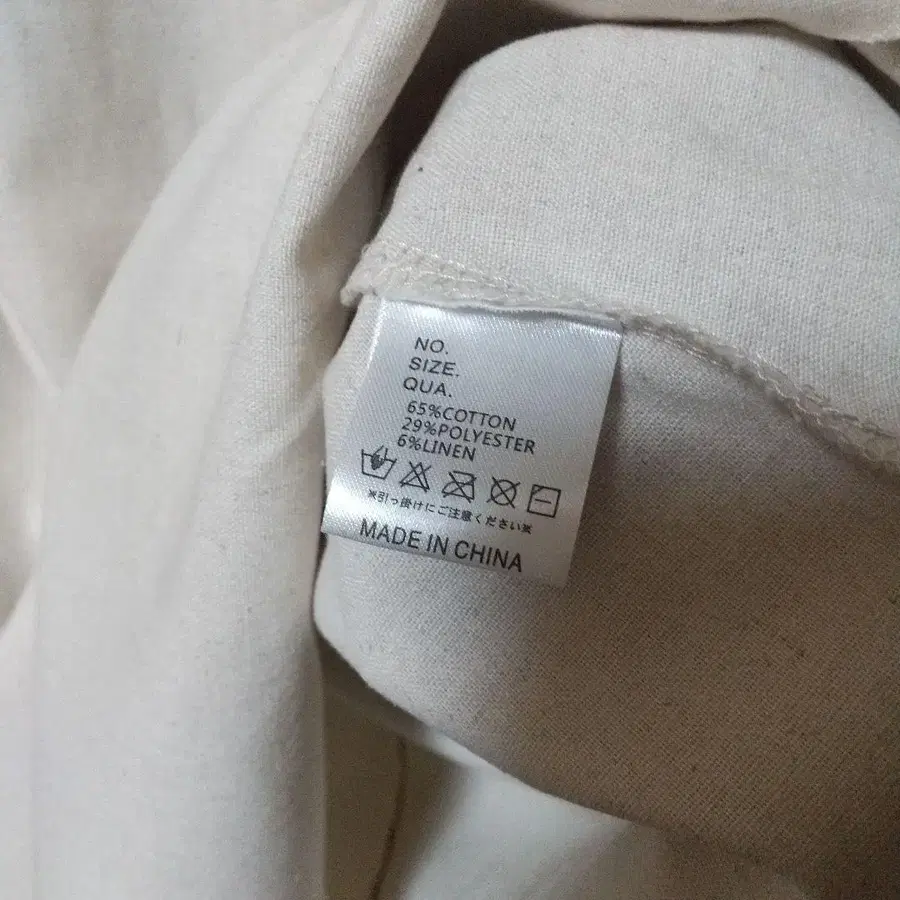 NO.
SIZE.
QUA.
65%COTTON
29%POLYESTER
6%LINEN
※引っ掛けにご注意ください※
MADE IN CHINA